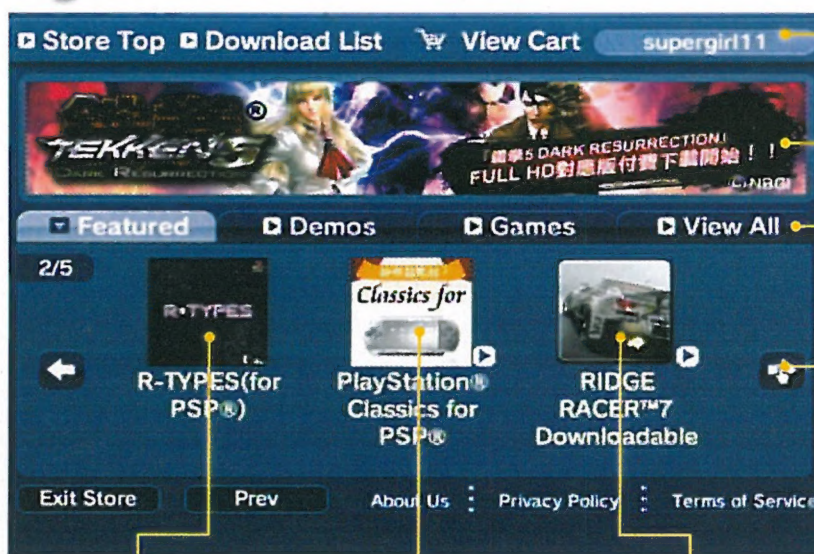 Store Top Download List View Cart supergirl11
TEKKEN 5
DARK RESURRECTION
®
『鐵拳5 DARK RESURRECTION』
FULL HD對應版付費下載開始！！
©NBGI
Featured Demos Games View All
2/5
R•TYPES
Classics for
R-TYPES(for
PSP®)
PlayStation®
Classics for
PSP®
RIDGE
RACER™7
Downloadable
Exit Store Prev About Us Privacy Policy Terms of Service